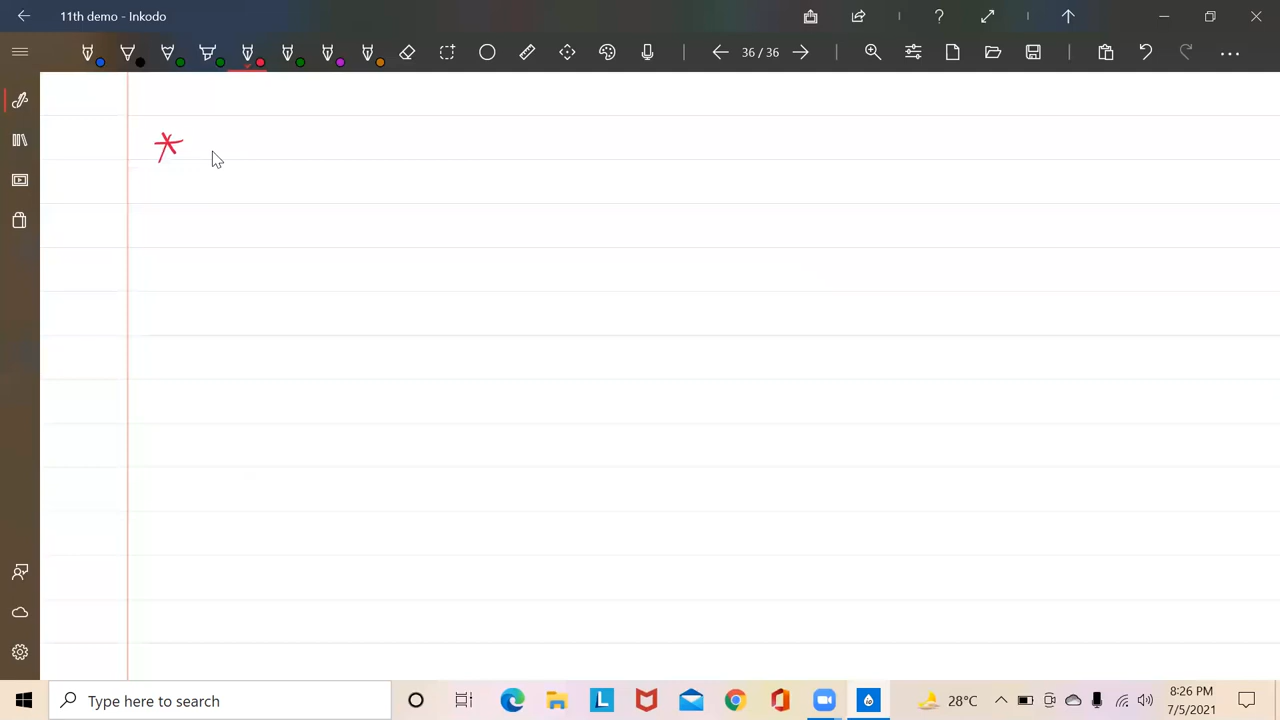 11th demo - Inkodo
36 / 36
*
Type here to search
28°C
8:26 PM
7/5/2021